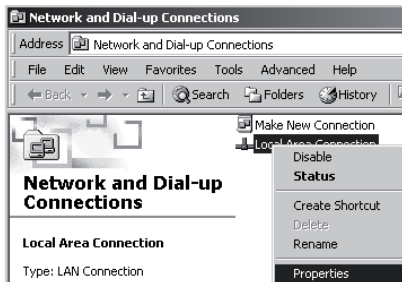 Network and Dial-up Connections
Address Network and Dial-up Connections
File Edit View Favorites Tools Advanced Help
Back Search Folders History
Make New Connection
Local Area Connection
Disable
Status
Create Shortcut
Delete
Rename
Properties
Network and Dial-up
Connections
Local Area Connection
Type: LAN Connection